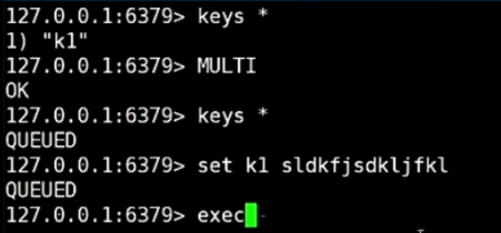 127.0.0.1:6379> keys *
1) "k1"
127.0.0.1:6379> MULTI
OK
127.0.0.1:6379> keys *
QUEUED
127.0.0.1:6379> set k1 sldkfjsdkljfkl
QUEUED
127.0.0.1:6379> exec